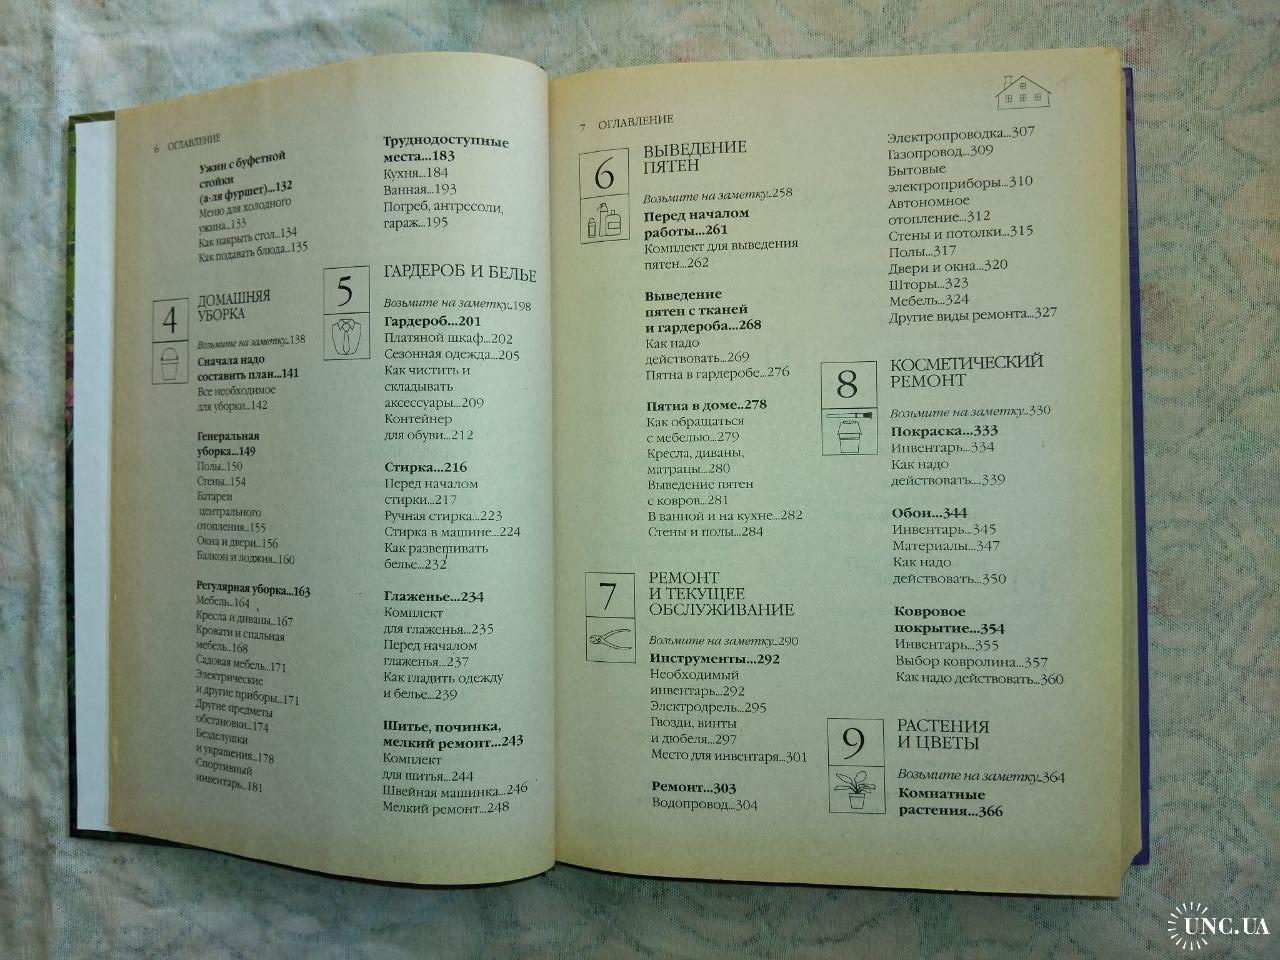 6 ОГЛАВЛЕНИЕ
Ужин с буфетной
стойки
(а-ля фуршет)...132
Меню для холодного
ужина...133
Как накрыть стол...134
Как подавать блюда...135
4
ДОМАШНЯЯ
УБОРКА
Возьмите на заметку...138
Сначала надо
составить план...141
Все необходимое
для уборки...142
Генеральная
уборка...149
Полы...150
Стены...154
Батареи
центрального
отопления...155
Окна и двери...156
Балкон и лоджия...160
Регулярная уборка...163
Мебель...164
Кресла и диваны...167
Кровати и спальная
мебель...168
Садовая мебель...171
Электрические
и другие приборы...171
Другие предметы
обстановки...174
Безделушки
и украшения...178
Спортивный
инвентарь...181
Труднодоступные
места...183
Кухня...184
Ванная...193
Погреб, антресоли,
гараж...195
5
ГАРДЕРОБ И БЕЛЬЕ
Возьмите на заметку...198
Гардероб...201
Платяной шкаф...202
Сезонная одежда...205
Как чистить и
складывать
аксессуары...209
Контейнер
для обуви...212
Стирка...216
Перед началом
стирки...217
Ручная стирка...223
Стирка в машине...224
Как развешивать
белье...232
Глаженье...234
Комплект
для глаженья...235
Перед началом
глаженья...237
Как гладить одежду
и белье...239
Шитье, починка,
мелкий ремонт...243
Комплект
для шитья...244
Швейная машинка...246
Мелкий ремонт...248
7 ОГЛАВЛЕНИЕ
6
ВЫВЕДЕНИЕ
ПЯТЕН
Возьмите на заметку...258
Перед началом
работы...261
Комплект для выведения
пятен...262
Выведение
пятен с тканей
и гардероба...268
Как надо
действовать...269
Пятна в гардеробе...276
Пятна в доме..278
Как обращаться
с мебелью...279
Кресла, диваны,
матрацы...280
Выведение пятен
с ковров...281
В ванной и на кухне...282
Стены и полы...284
7
РЕМОНТ
И ТЕКУЩЕЕ
ОБСЛУЖИВАНИЕ
Возьмите на заметку...290
Инструменты...292
Необходимый
инвентарь...292
Электродрель...295
Гвозди, винты
и дюбеля...297
Место для инвентаря...301
Ремонт...303
Водопровод...304
Электропроводка...307
Газопровод...309
Бытовые
электроприборы...310
Автономное
отопление...312
Стены и потолки...315
Полы...317
Двери и окна...320
Шторы...323
Мебель...324
Другие виды ремонта...327
8
КОСМЕТИЧЕСКИЙ
РЕМОНТ
Возьмите на заметку...330
Покраска...333
Инвентарь...334
Как надо
действовать....339
Обои...344
Инвентарь...345
Материалы...347
Как надо
действовать...350
Ковровое
покрытие...354
Инвентарь...355
Выбор ковролина...357
Как надо действовать...360
9
РАСТЕНИЯ
И ЦВЕТЫ
Возьмите на заметку...364
Комнатные
растения...366
UNC.UA